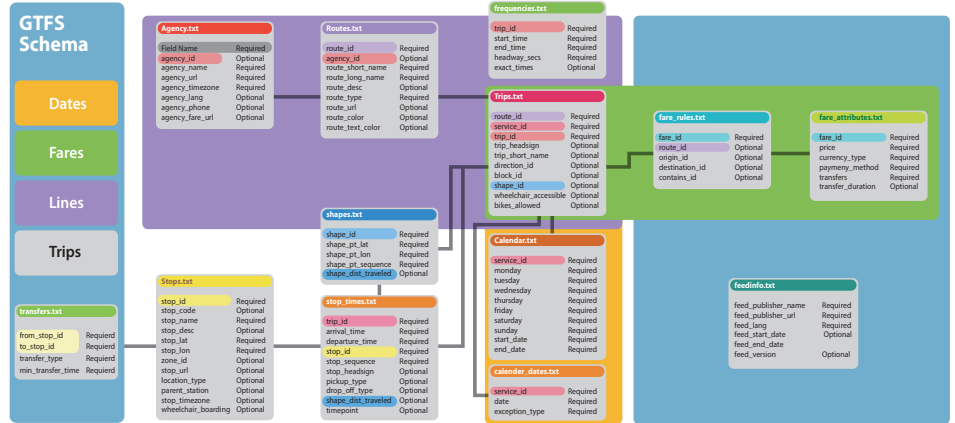 GTFS
Schema
Dates
Fares
Lines
Trips
transfers.txt
from_stop_id Required
to_stop_id Required
transfer_type Required
min_transfer_time Required
Agency.txt
Field Name Required
agency_id Optional
agency_name Required
agency_url Required
agency_timezone Required
agency_lang Optional
agency_phone Optional
agency_fare_url Optional
Routes.txt
route_id Required
agency_id Optional
route_short_name Required
route_long_name Required
route_desc Optional
route_type Required
route_url Optional
route_color Optional
route_text_color Optional
frequencies.txt
trip_id Required
start_time Required
end_time Required
headway_secs Required
exact_times Optional
Trips.txt
route_id Required
service_id Required
trip_id Required
trip_headsign Optional
trip_short_name Optional
direction_id Optional
block_id Optional
shape_id Optional
wheelchair_accessible Optional
bikes_allowed Optional
fare_rules.txt
fare_id Required
route_id Optional
origin_id Optional
destination_id Optional
contains_id Optional
fare_attributes.txt
fare_id Required
price Required
currency_type Required
paymeny_method Required
transfers Required
transfer_duration Optional
shapes.txt
shape_id Required
shape_pt_lat Required
shape_pt_lon Required
shape_pt_sequence Required
shape_dist_traveled Optional
Stops.txt
stop_id Required
stop_code Optional
stop_name Required
stop_desc Optional
stop_lat Required
stop_lon Required
zone_id Optional
stop_url Optional
location_type Optional
parent_station Optional
stop_timezone Optional
wheelchair_boarding Optional
stop_times.txt
trip_id Required
arrival_time Required
departure_time Required
stop_id Required
stop_sequence Required
stop_headsign Optional
pickup_type Optional
drop_off_type Optional
shape_dist_traveled Optional
timepoint Optional
Calendar.txt
service_id Required
monday Required
tuesday Required
wednesday Required
thursday Required
friday Required
saturday Required
sunday Required
start_date Required
end_date Required
calender_dates.txt
service_id Required
date Required
exception_type Required
feedinfo.txt
feed_publisher_name Required
feed_publisher_url Required
feed_lang Required
feed_start_date Optional
feed_end_date
feed_version Optional